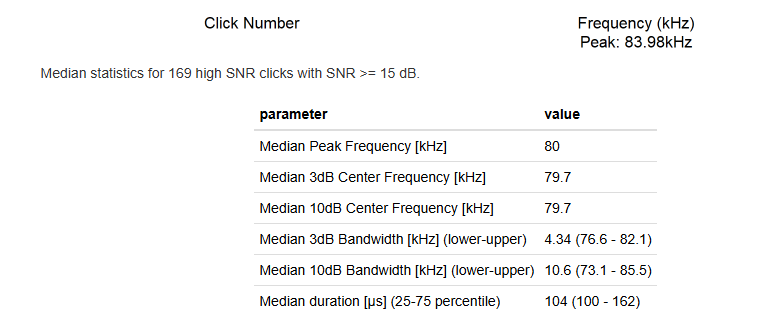 Click Number
Frequency (kHz)
Peak: 83.98kHz
Median statistics for 169 high SNR clicks with SNR >= 15 dB.
parameter value
Median Peak Frequency [kHz] 80
Median 3dB Center Frequency [kHz] 79.7
Median 10dB Center Frequency [kHz] 79.7
Median 3dB Bandwidth [kHz] (lower-upper) 4.34 (76.6 - 82.1)
Median 10dB Bandwidth [kHz] (lower-upper) 10.6 (73.1 - 85.5)
Median duration [μs] (25-75 percentile) 104 (100 - 162)